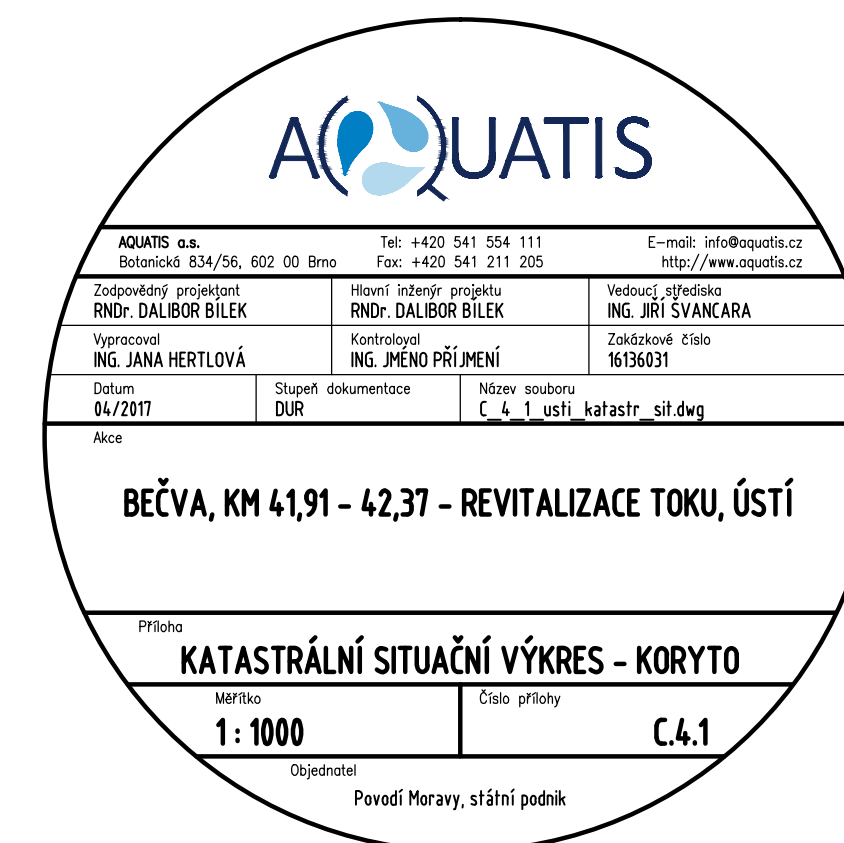 AQUATIS
AQUATIS a.s. Tel: +420 541 554 111 E-mail: info@aquatis.cz
Botanická 834/56, 602 00 Brno Fax: +420 541 211 205 http://www.aquatis.cz
Zodpovědný projektant Hlavní inženýr projektu Vedoucí střediska
RNDr. DALIBOR BÍLEK RNDr. DALIBOR BÍLEK ING. JIŘÍ ŠVANCARA
Vypracoval Kontroloval Zakázkové číslo
ING. JANA HERTLOVÁ ING. JMÉNO PŘÍJMENÍ 16136031
Datum Stupeň dokumentace Název souboru
04/2017 DUR C_4_1_usti_katastr_sit.dwg
Akce
BEČVA, KM 41,91 - 42,37 - REVITALIZACE TOKU, ÚSTÍ
Příloha
KATASTRÁLNÍ SITUAČNÍ VÝKRES - KORYTO
Měřítko Číslo přílohy
1 : 1000 C.4.1
Objednatel
Povodí Moravy, státní podnik